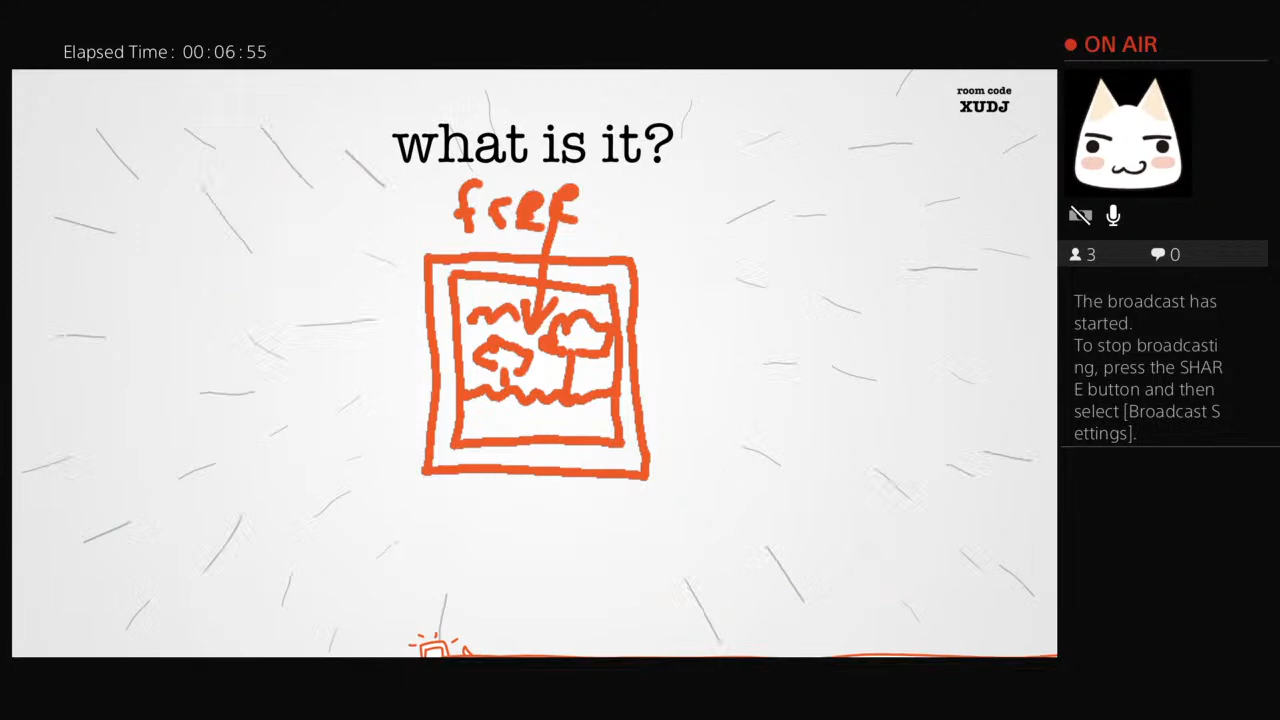 Elapsed Time: 00:06:55
ON AIR
room code
XUDJ
what is it?
free
3
0
The broadcast has
started.
To stop broadcasti
ng, press the SHAR
E button and then
select [Broadcast S
ettings].